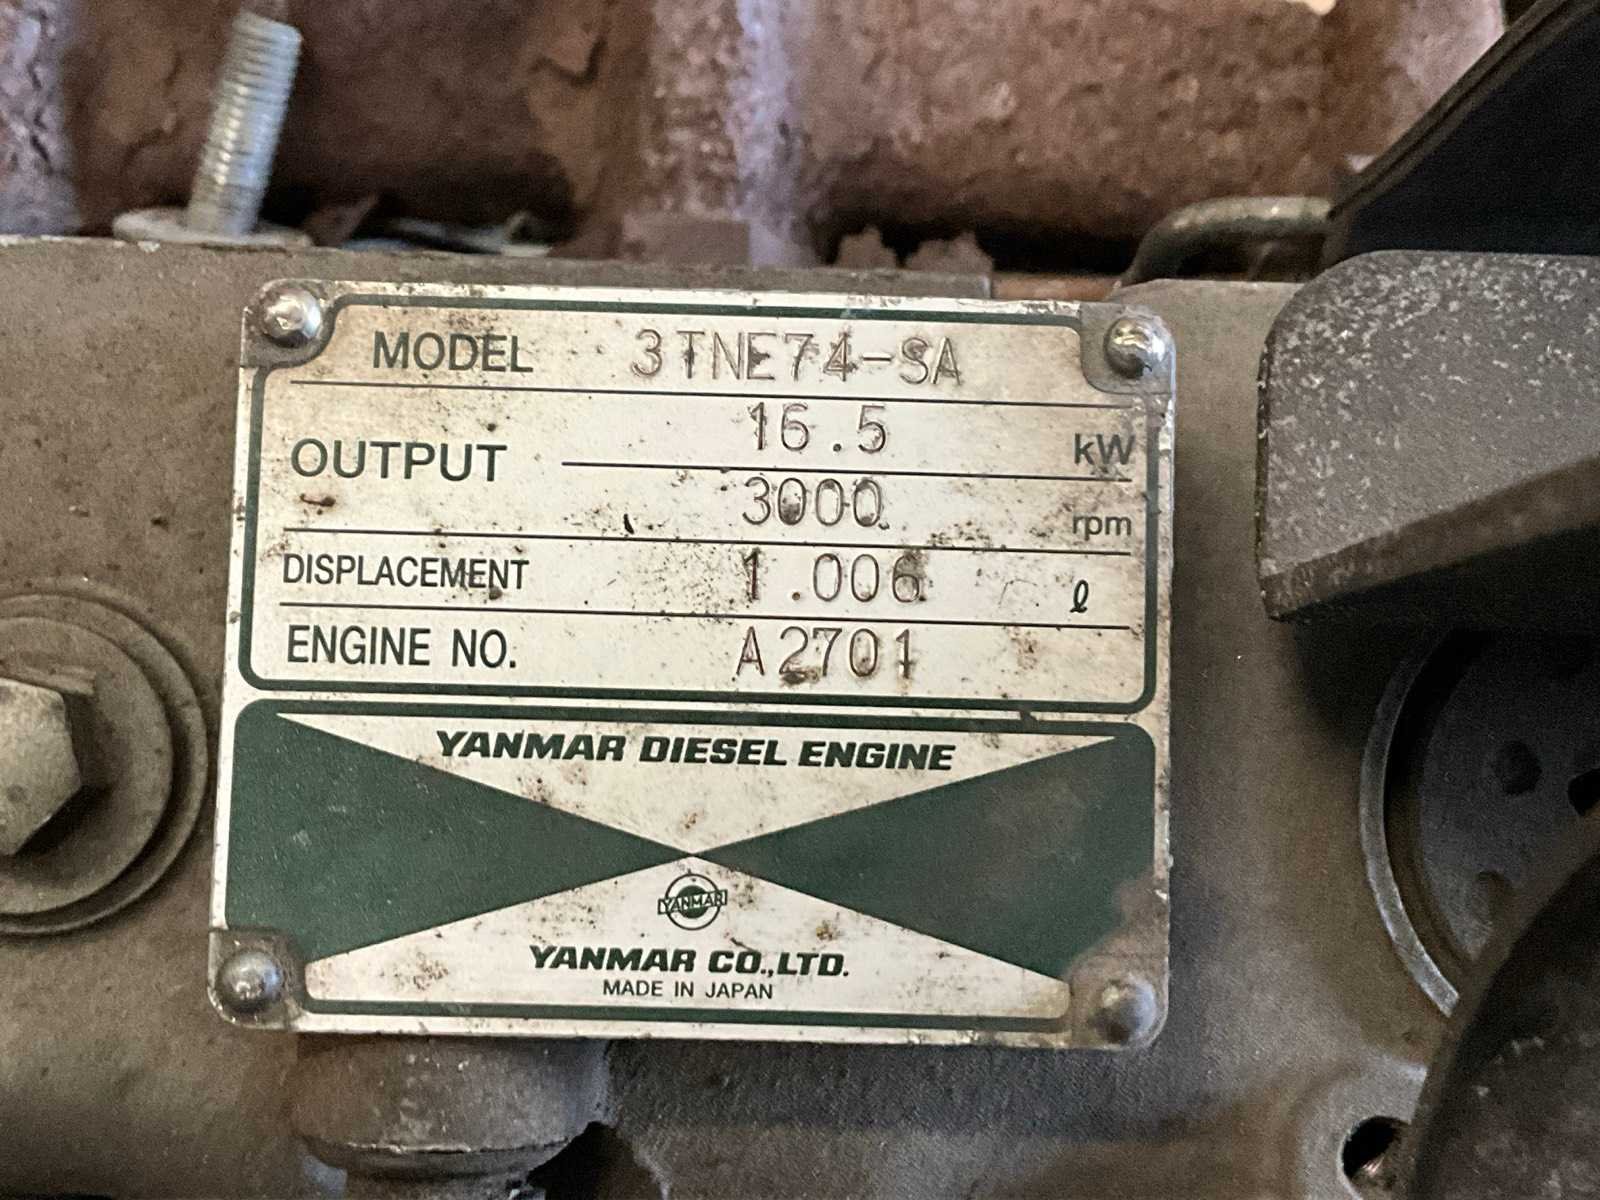 MODEL 3TNE74-SA
OUTPUT 16.5 kW
3000 rpm
DISPLACEMENT 1.006 ℓ
ENGINE NO. A2701
YANMAR DIESEL ENGINE
YANMAR
YANMAR CO.,LTD.
MADE IN JAPAN